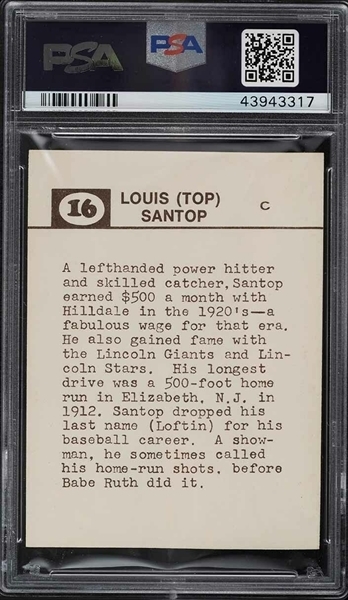 PSA
PSA
43943317
16
LOUIS (TOP)
SANTOP
C
A lefthanded power hitter
and skilled catcher, Santop
earned $500 a month with
Hilldale in the 1920's—a
fabulous wage for that era.
He also gained fame with
the Lincoln Giants and Lin-
coln Stars. His longest
drive was a 500-foot home
run in Elizabeth, N.J. in
1912. Santop dropped his
last name (Loftin) for his
baseball career. A show-
man, he sometimes called
his home-run shots, before
Babe Ruth did it.